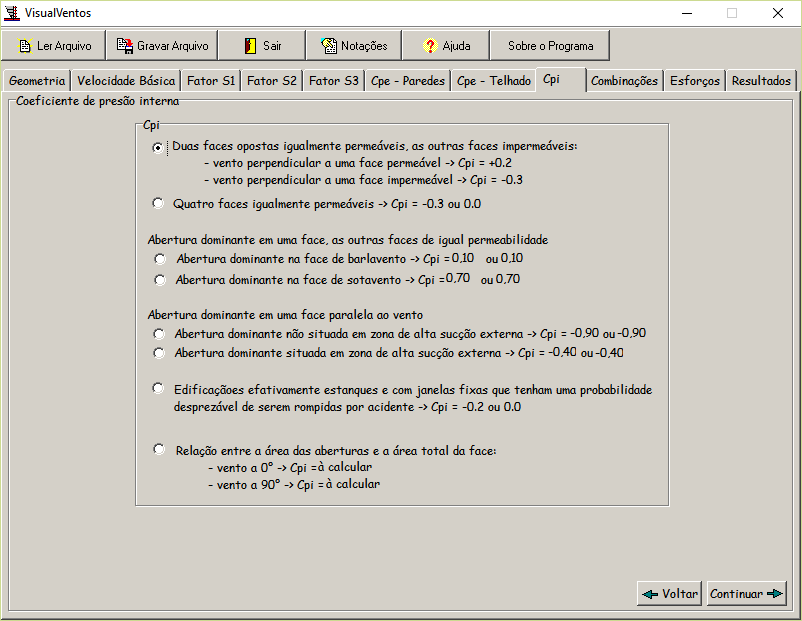 VisualVentos
Ler Arquivo Gravar Arquivo Sair Notações Ajuda Sobre o Programa
Geometria Velocidade Básica Fator S1 Fator S2 Fator S3 Cpe - Paredes Cpe - Telhado Cpi Combinações Esforços Resultados
Coeficiente de presão interna
Cpi
Duas faces opostas igualmente permeáveis, as outras faces impermeáveis:
- vento perpendicular a uma face permeável -> Cpi = +0.2
- vento perpendicular a uma face impermeável -> Cpi = -0.3
Quatro faces igualmente permeáveis -> Cpi = -0.3 ou 0.0
Abertura dominante em uma face, as outras faces de igual permeabilidade
Abertura dominante na face de barlavento -> Cpi =0,10 ou 0,10
Abertura dominante na face de sotavento -> Cpi =0,70 ou 0,70
Abertura dominante em uma face paralela ao vento
Abertura dominante não situada em zona de alta sucção externa -> Cpi = -0,90 ou -0,90
Abertura dominante situada em zona de alta sucção externa -> Cpi = -0,40 ou -0,40
Edificaçãoes efativamente estanques e com janelas fixas que tenham uma probabilidade
desprezável de serem rompidas por acidente -> Cpi = -0.2 ou 0.0
Relação entre a área das aberturas e a área total da face:
- vento a 0° -> Cpi =à calcular
- vento a 90° -> Cpi =à calcular
Voltar Continuar